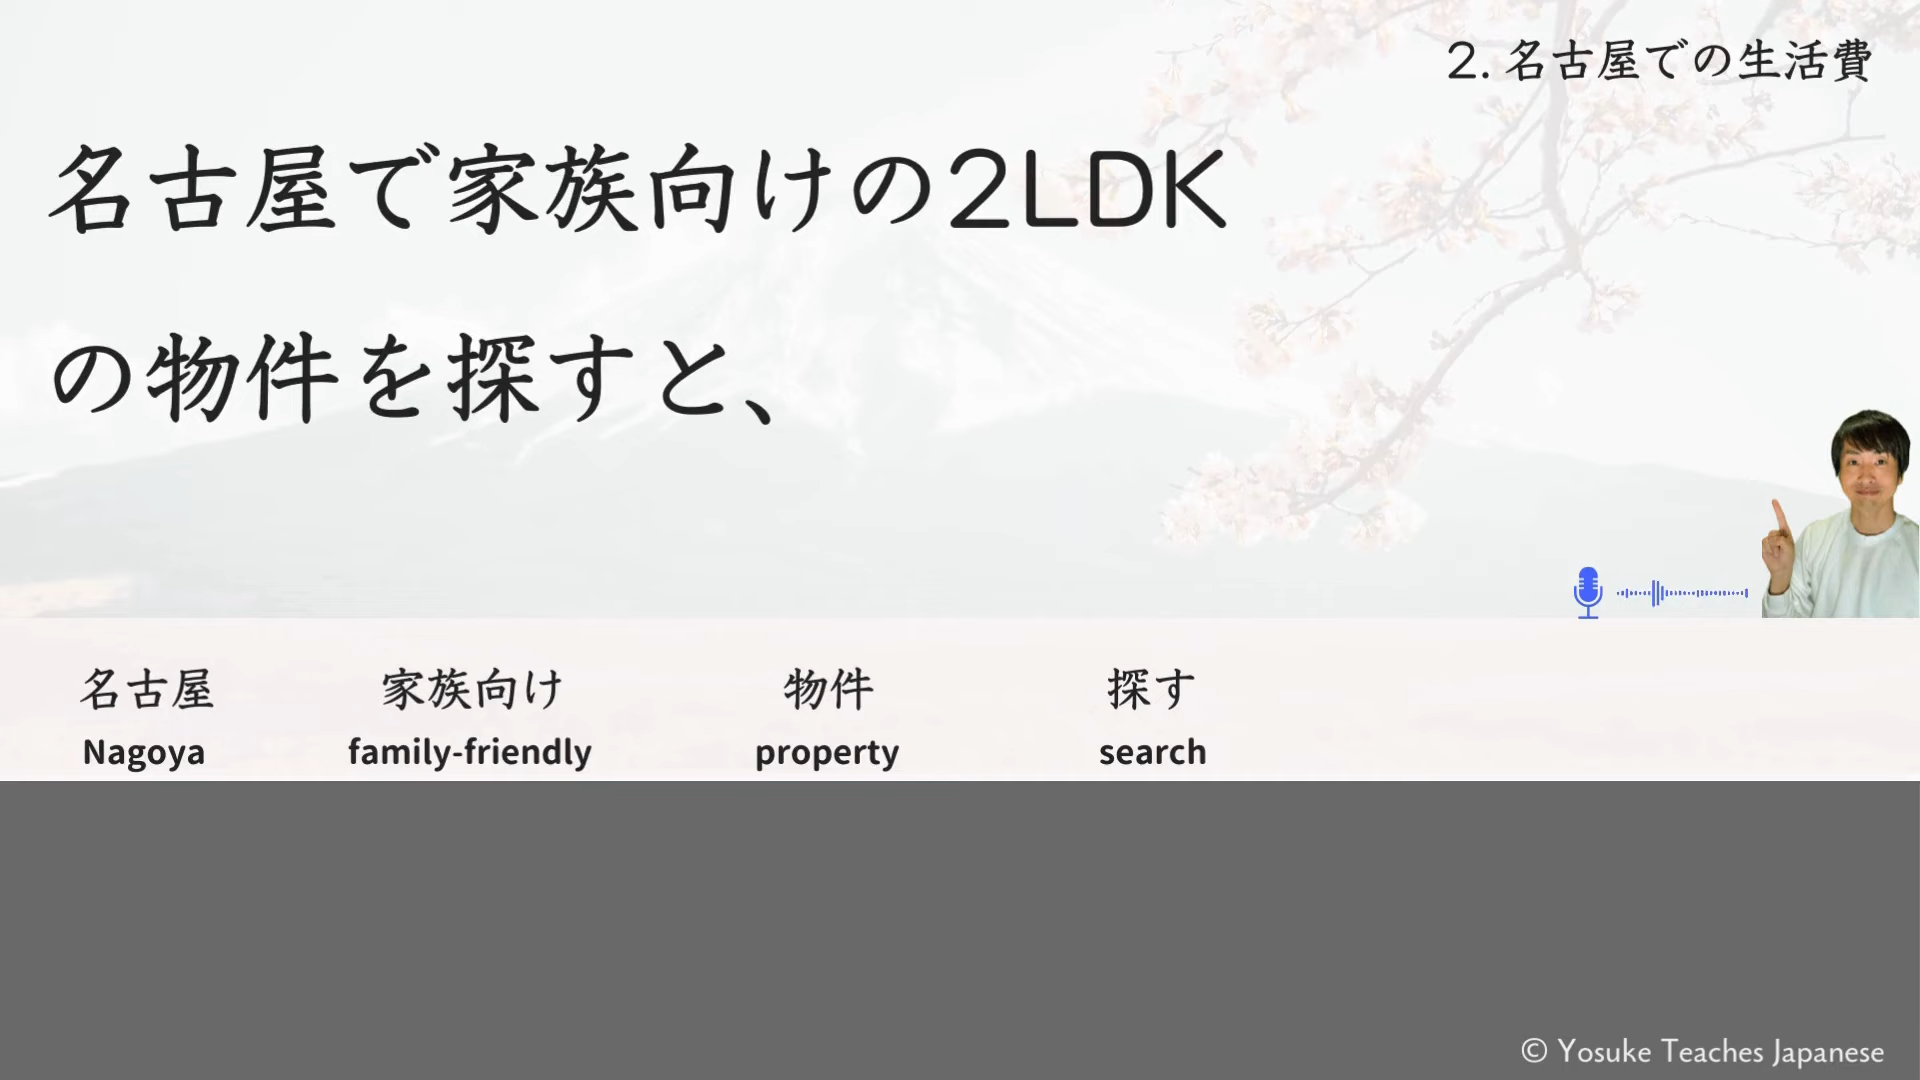 2. 名古屋での生活費
名古屋で家族向けの2LDK
の物件を探すと、
名古屋 家族向け 物件 探す
Nagoya family-friendly property search
© Yosuke Teaches Japanese